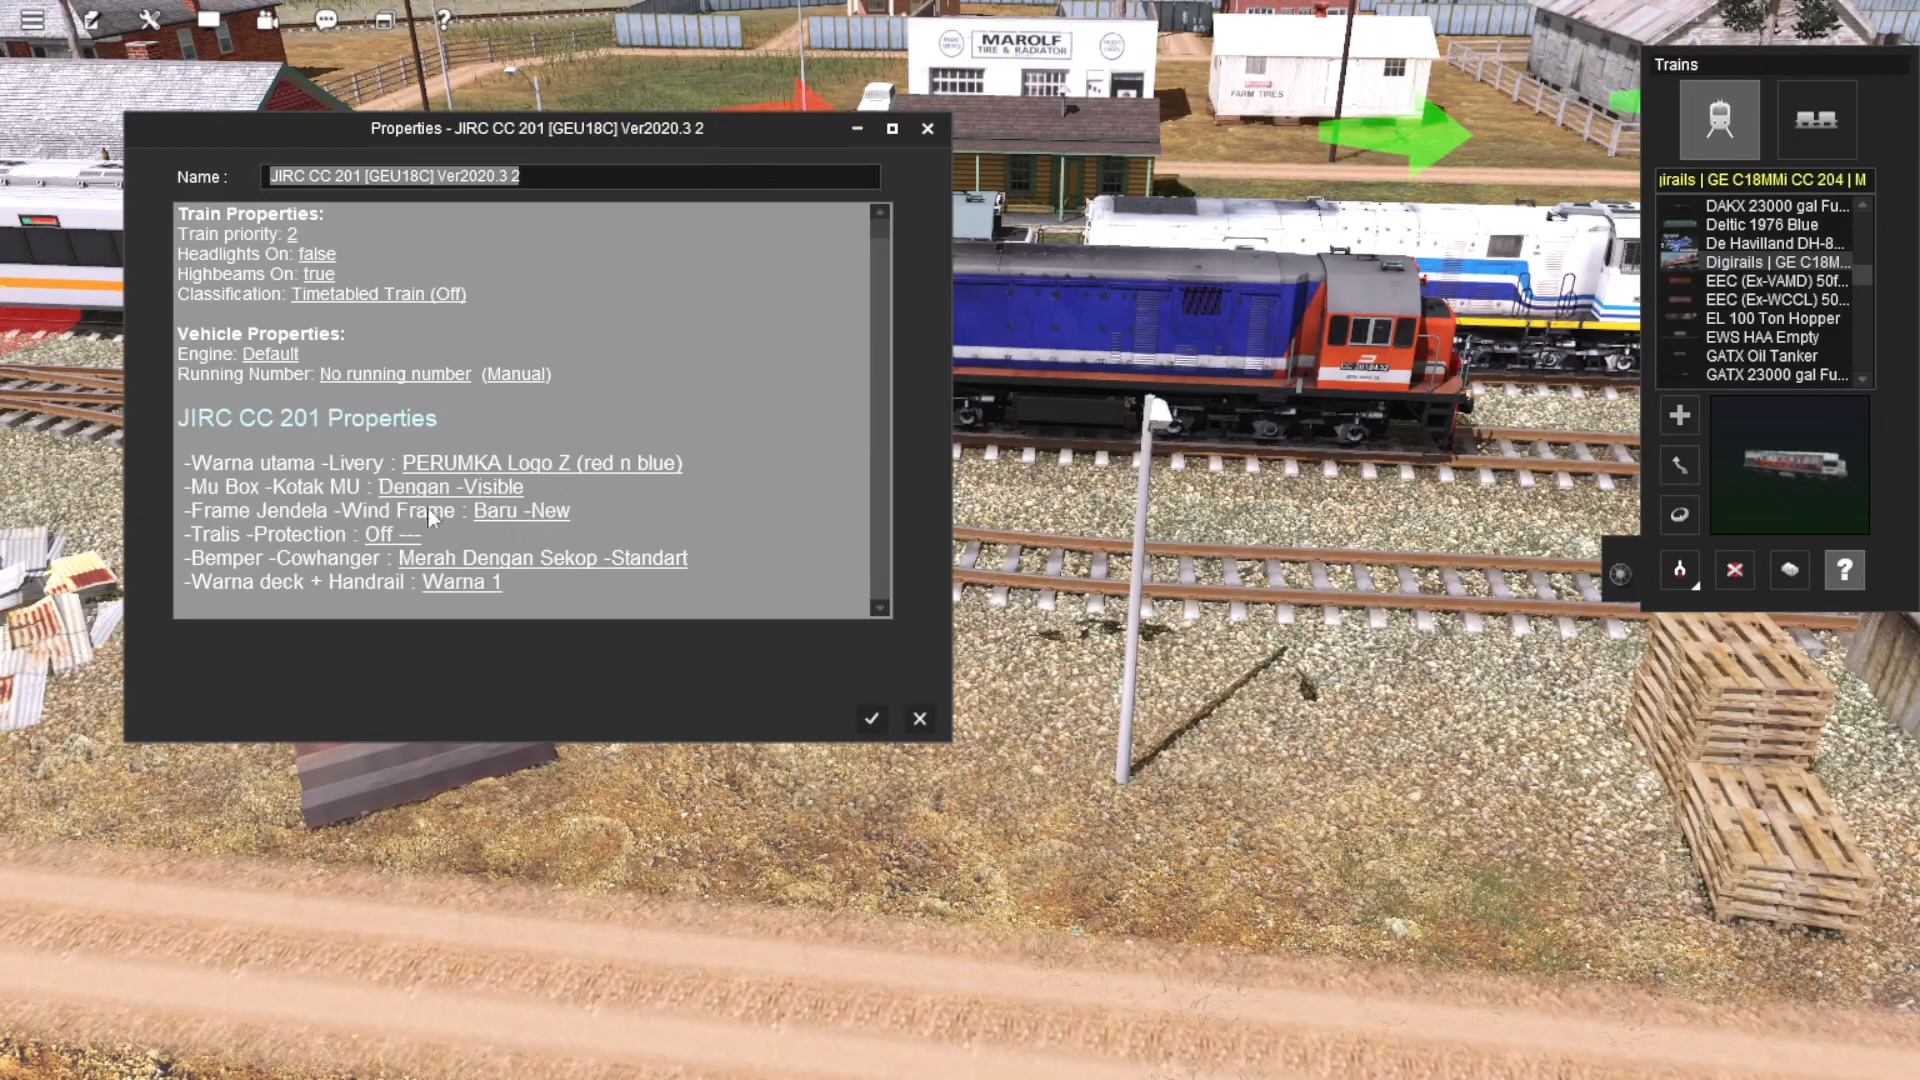 MAROLF
TIRE & RADIATOR
FARM TIRES
Properties - JIRC CC 201 [GEU18C] Ver2020.3 2
Name :
JIRC CC 201 [GEU18C] Ver2020.3 2
Train Properties:
Train priority: 2
Headlights On: false
Highbeams On: true
Classification: Timetabled Train (Off)
Vehicle Properties:
Engine: Default
Running Number: No running number (Manual)
JIRC CC 201 Properties
-Warna utama -Livery : PERUMKA Logo Z (red n blue)
-Mu Box -Kotak MU : Dengan -Visible
-Frame Jendela -Wind Frame : Baru -New
-Tralis -Protection : Off ---
-Bemper -Cowhanger : Merah Dengan Sekop -Standart
-Warna deck + Handrail : Warna 1
Trains
jirails | GE C18MMi CC 204 | M
DAKX 23000 gal Fu...
Deltic 1976 Blue
De Havilland DH-8...
Digirails | GE C18M...
EEC (Ex-VAMD) 50f...
EEC (Ex-WCCL) 50...
EL 100 Ton Hopper
EWS HAA Empty
GATX Oil Tanker
GATX 23000 gal Fu...